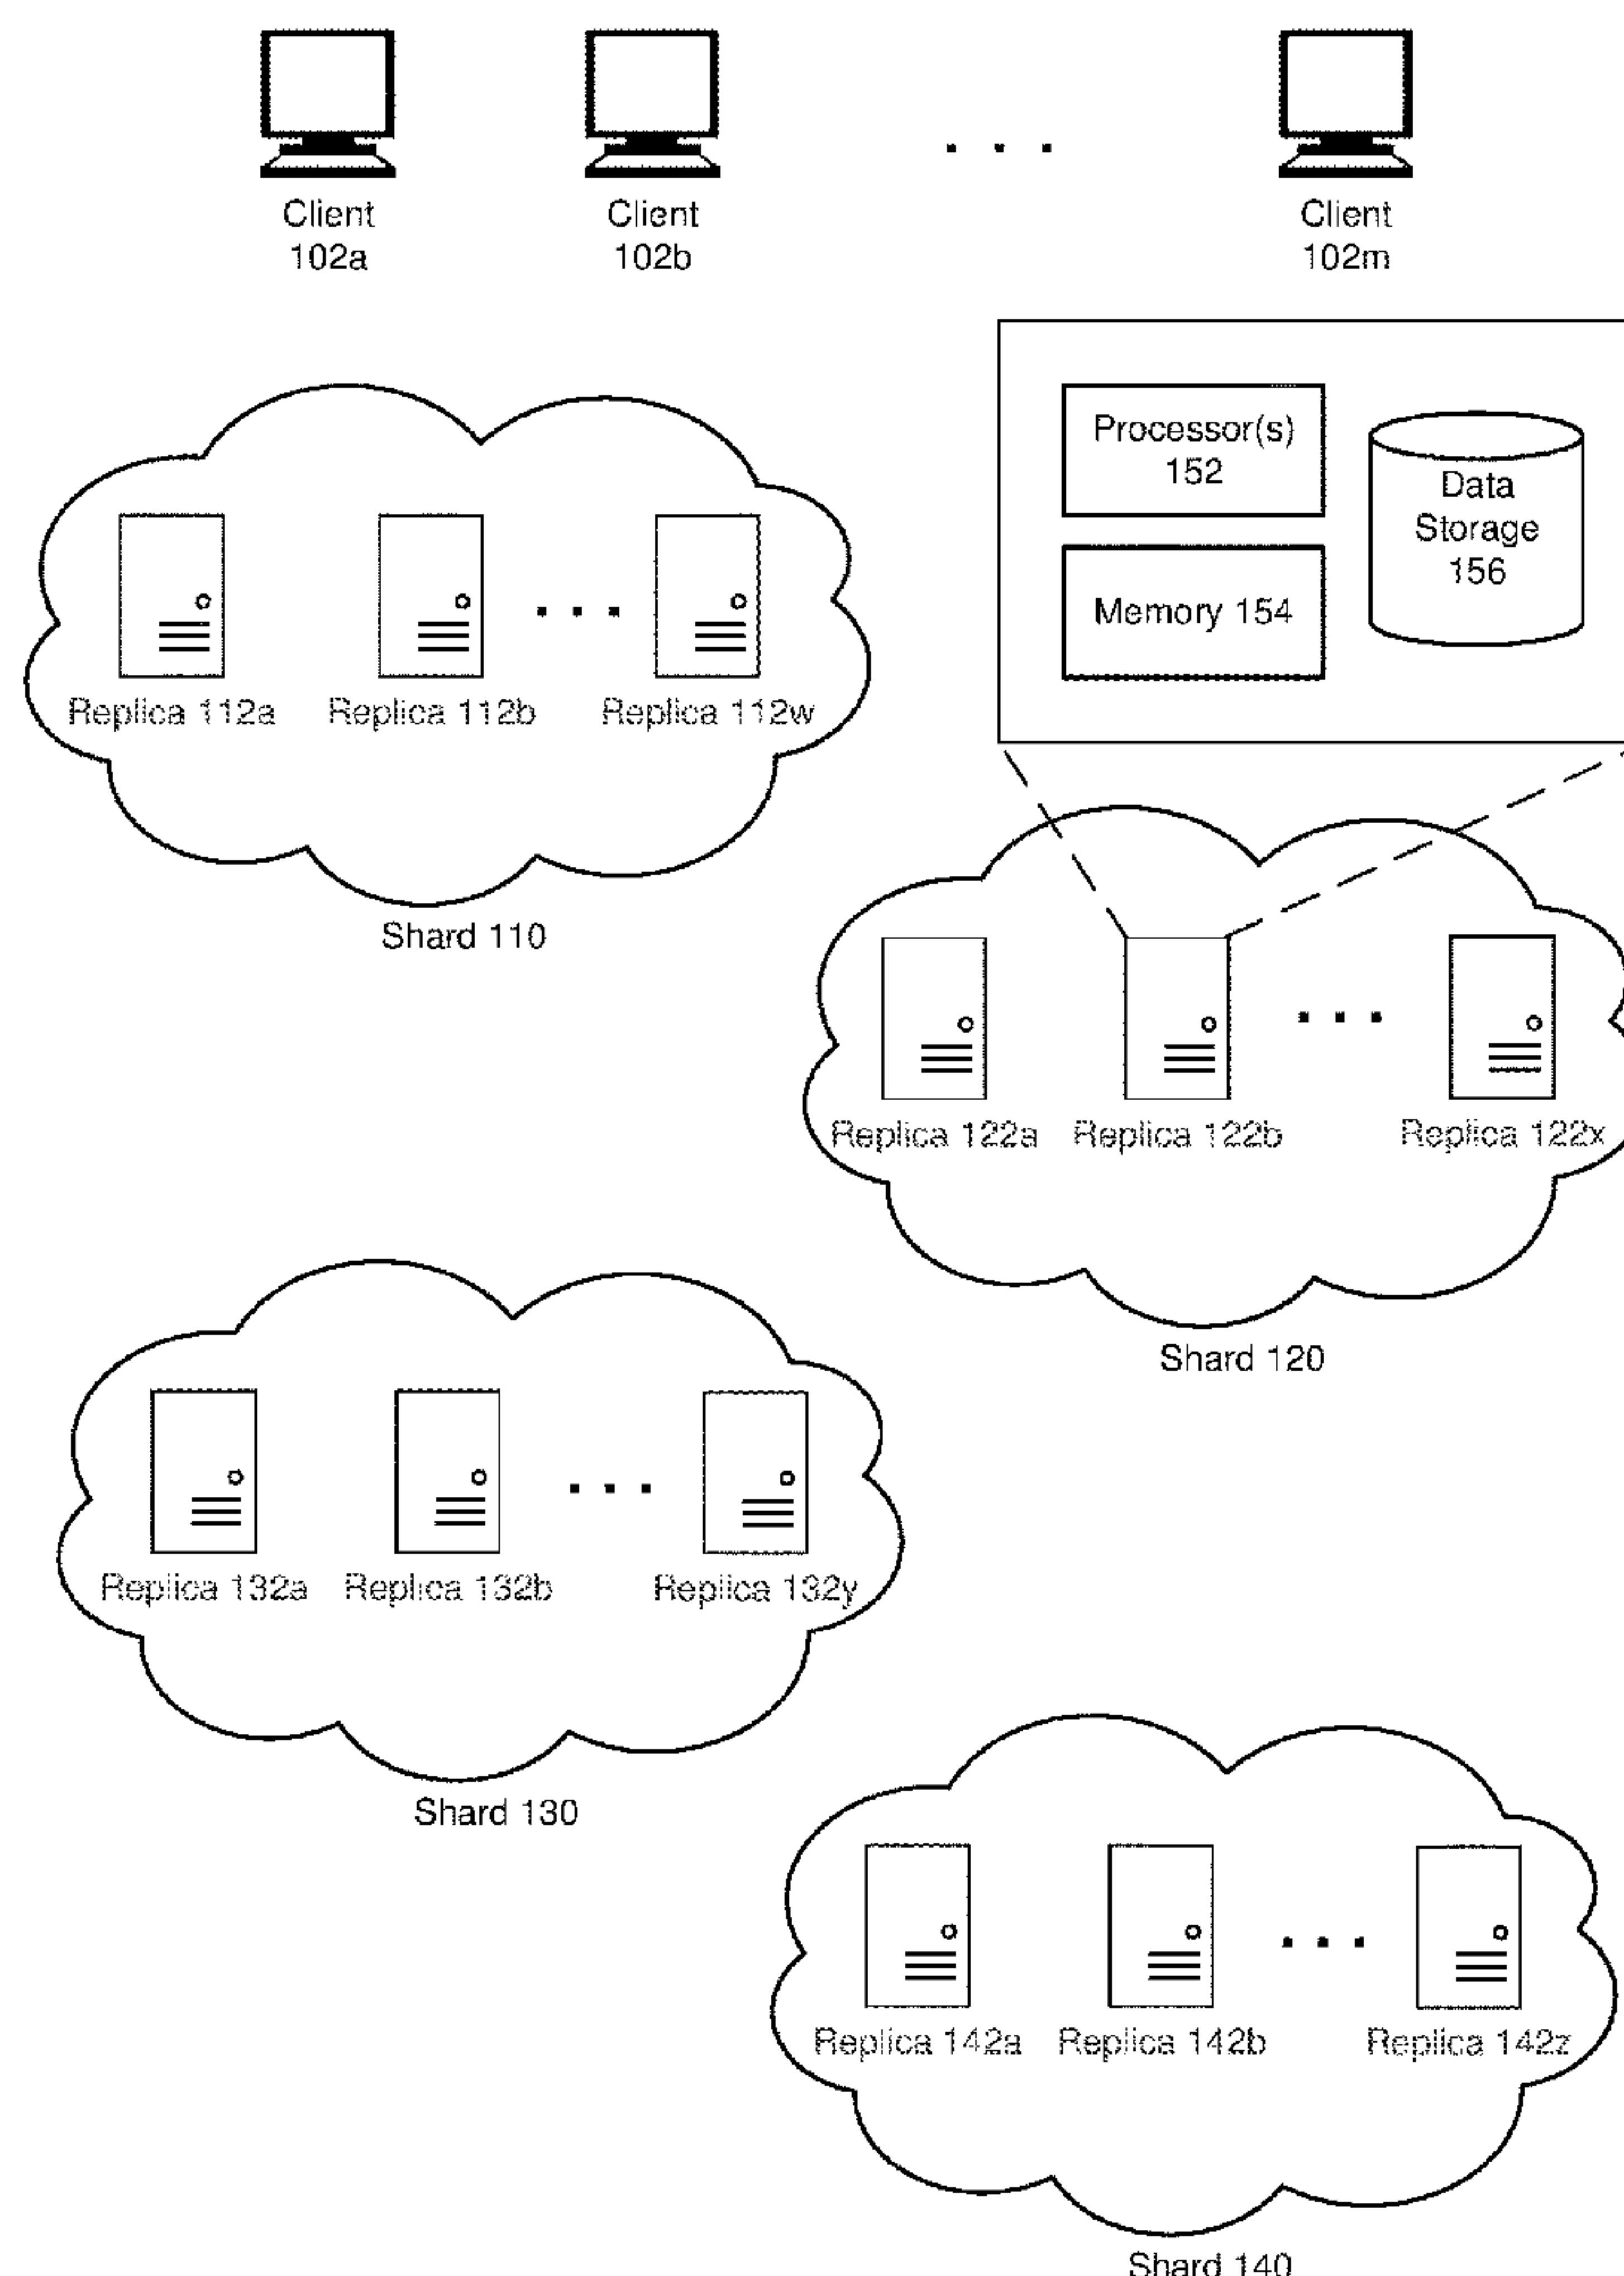 Client
102a
Client
102b
Client
102m
Processor(s)
152
Data
Storage
156
Memory 154
Replica 112a
Replica 112b
Replica 112w
Shard 110
Replica 122a
Replica 122b
Replica 122x
Shard 120
Replica 132a
Replica 132b
Replica 132y
Shard 130
Replica 142a
Replica 142b
Replica 142z
Shard 140